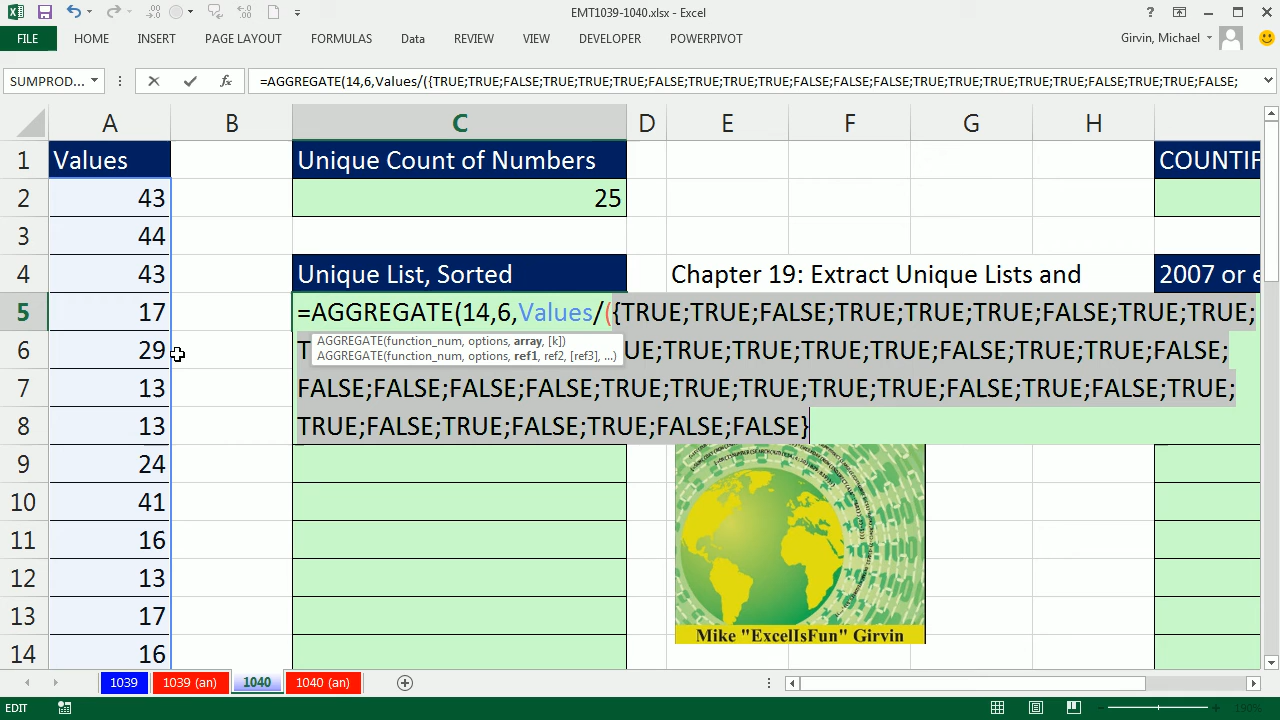 EMT1039-1040.xlsx - Excel
FILE HOME INSERT PAGE LAYOUT FORMULAS Data REVIEW VIEW DEVELOPER POWERPIVOT Girvin, Michael
SUMPROD... fx =AGGREGATE(14,6,Values/({TRUE;TRUE;FALSE;TRUE;TRUE;TRUE;FALSE;TRUE;TRUE;TRUE;FALSE;FALSE;FALSE;TRUE;TRUE;TRUE;TRUE;FALSE;TRUE;TRUE;FALSE;
A B C D E F G H
1 Values Unique Count of Numbers COUNTIF
2 43 25
3 44
4 43 Unique List, Sorted Chapter 19: Extract Unique Lists and 2007 or e
5 17 =AGGREGATE(14,6,Values/({TRUE;TRUE;FALSE;TRUE;TRUE;TRUE;FALSE;TRUE;TRUE;
AGGREGATE(function_num, options, array, [k])
6 29 T UE;TRUE;TRUE;TRUE;TRUE;FALSE;TRUE;TRUE;FALSE;
AGGREGATE(function_num, options, ref1, ref2, [ref3], ...)
7 13 FALSE;FALSE;FALSE;FALSE;TRUE;TRUE;TRUE;TRUE;TRUE;FALSE;TRUE;FALSE;TRUE;
8 13 TRUE;FALSE;TRUE;FALSE;TRUE;FALSE;FALSE}
9 24
10 41
11 16
12 13
13 17
Mike "ExcelIsFun" Girvin
14 16
1039 1039 (an) 1040 1040 (an)
EDIT 190%